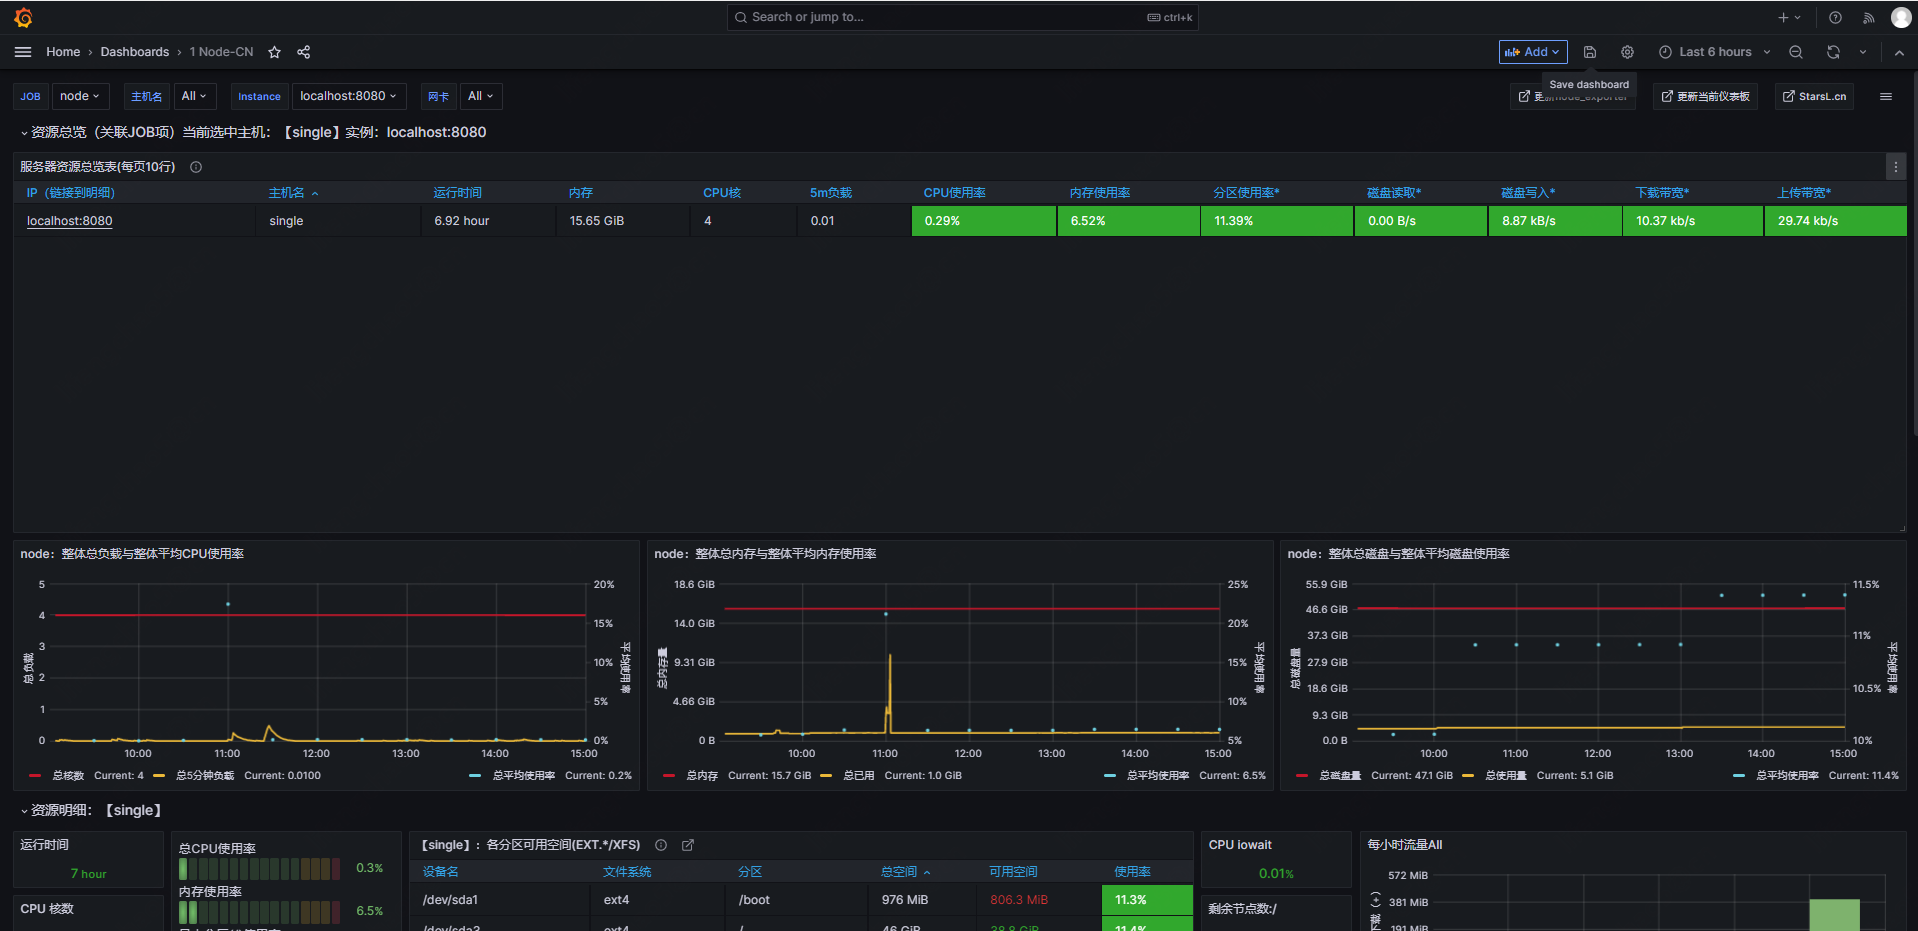 Search or jump to... ctrl+k
Home › Dashboards › 1 Node-CN Add Last 6 hours
Save dashboard
JOB node 主机名 All Instance localhost:8080 网卡 All 更新node_exporter 更新当前仪表板 StarsL.cn
资源总览（关联JOB项）当前选中主机：【single】实例：localhost:8080
服务器资源总览表(每页10行)
IP（链接到明细） 主机名 运行时间 内存 CPU核 5m负载 CPU使用率 内存使用率 分区使用率* 磁盘读取* 磁盘写入* 下载带宽* 上传带宽*
localhost:8080 single 6.92 hour 15.65 GiB 4 0.01 0.29% 6.52% 11.39% 0.00 B/s 8.87 kB/s 10.37 kb/s 29.74 kb/s
node：整体总负载与整体平均CPU使用率
5 20%
4
15%
3
10%
2
5%
1
0 0%
总负载
平均使用率
10:00 11:00 12:00 13:00 14:00 15:00
总核数 Current: 4 总5分钟负载 Current: 0.0100 总平均使用率 Current: 0.2%
node：整体总内存与整体平均内存使用率
18.6 GiB 25%
14.0 GiB 20%
9.31 GiB 15%
4.66 GiB 10%
0 B 5%
总内存量
平均使用率
10:00 11:00 12:00 13:00 14:00 15:00
总内存 Current: 15.7 GiB 总已用 Current: 1.0 GiB 总平均使用率 Current: 6.5%
node：整体总磁盘与整体平均磁盘使用率
55.9 GiB 11.5%
46.6 GiB
37.3 GiB 11%
27.9 GiB
18.6 GiB 10.5%
9.3 GiB
0.0 B 10%
总磁盘量
平均使用率
10:00 11:00 12:00 13:00 14:00 15:00
总磁盘量 Current: 47.1 GiB 总使用量 Current: 5.1 GiB 总平均使用率 Current: 11.4%
资源明细：【single】
运行时间
7 hour
CPU 核数
总CPU使用率
0.3%
内存使用率
6.5%
【single】：各分区可用空间(EXT.*/XFS)
设备名 文件系统 分区 总空间 可用空间 使用率
/dev/sda1 ext4 /boot 976 MiB 806.3 MiB 11.3%
/dev/sda3 ext4 / 46 GiB 38.8 GiB 11.4%
CPU iowait
0.01%
剩余节点数:/
每小时流量All
572 MiB
381 MiB
191 MiB